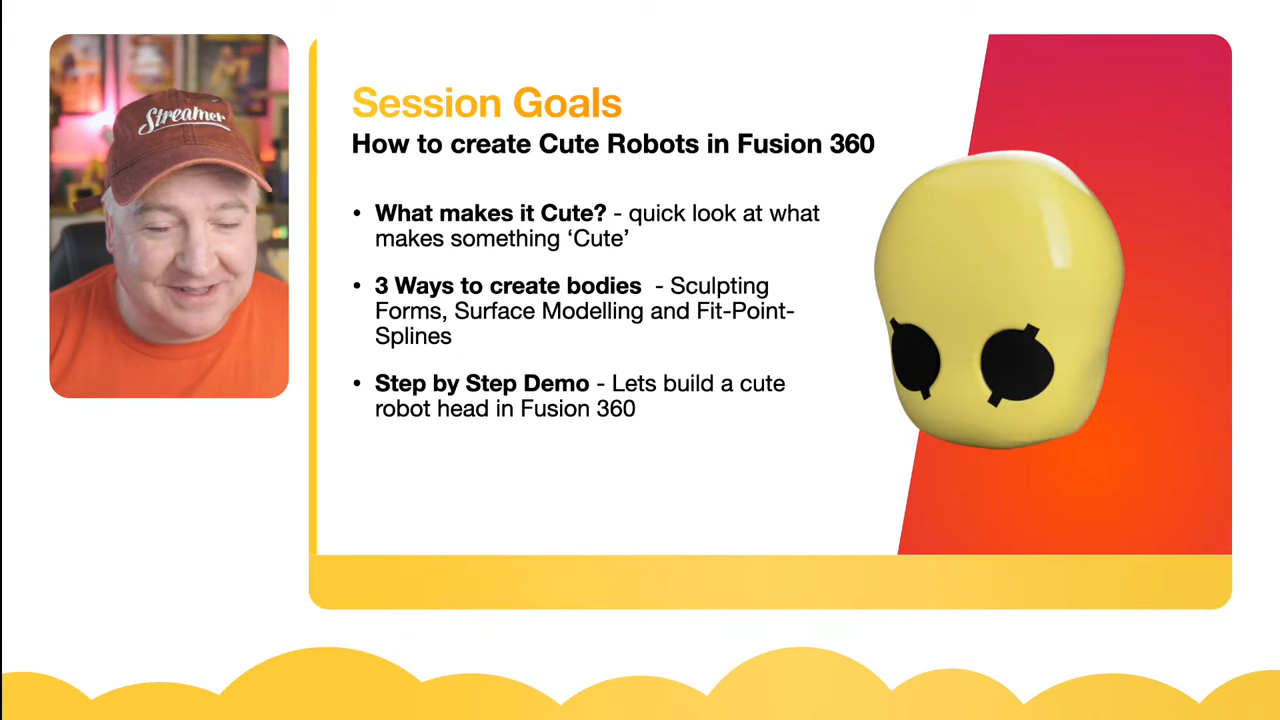 Streamer
Session Goals
How to create Cute Robots in Fusion 360
• What makes it Cute? - quick look at what
makes something ‘Cute’
• 3 Ways to create bodies  - Sculpting
Forms, Surface Modelling and Fit-Point-
Splines
• Step by Step Demo - Lets build a cute
robot head in Fusion 360